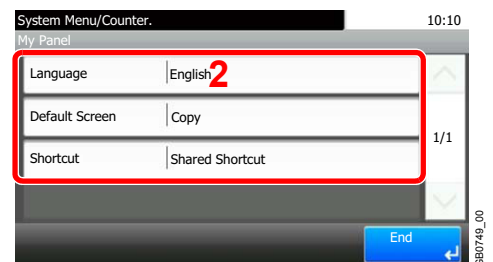 System Menu/Counter. 10:10
My Panel
Language English 2
Default Screen Copy
1/1
Shortcut Shared Shortcut
End
GB0749_00